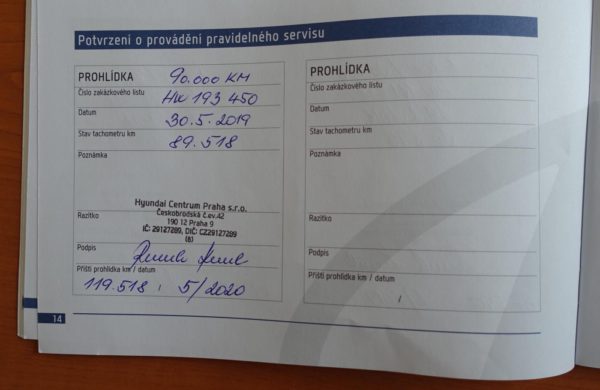 Potvrzení o provádění pravidelného servisu
PROHLÍDKA 90.000 KM
Číslo zakázkového listu
HK 193 450
Datum
30.5.2019
Stav tachometru km
89.518
Poznámka
Hyundai Centrum Praha s.r.o.
Českobrodská č.ev.42
190 12 Praha 9
IČ: 29127289, DIČ: CZ29127289
(8)
Razítko
Podpis
Příští prohlídka km / datum
119.518 / 5/2020
PROHLÍDKA
Číslo zakázkového listu
Datum
Stav tachometru km
Poznámka
Razítko
Podpis
Příští prohlídka km / datum
/
14